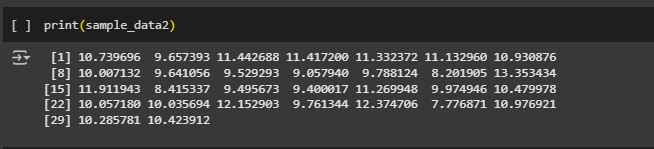 [ ] print(sample_data2)
[1] 10.739696 9.657393 11.442688 11.417200 11.332372 11.132960 10.930876
[8] 10.007132 9.641056 9.529293 9.057940 9.788124 8.201905 13.353434
[15] 11.911943 8.415337 9.495673 9.400017 11.269948 9.974946 10.479978
[22] 10.057180 10.035694 12.152903 9.761344 12.374706 7.776871 10.976921
[29] 10.285781 10.423912